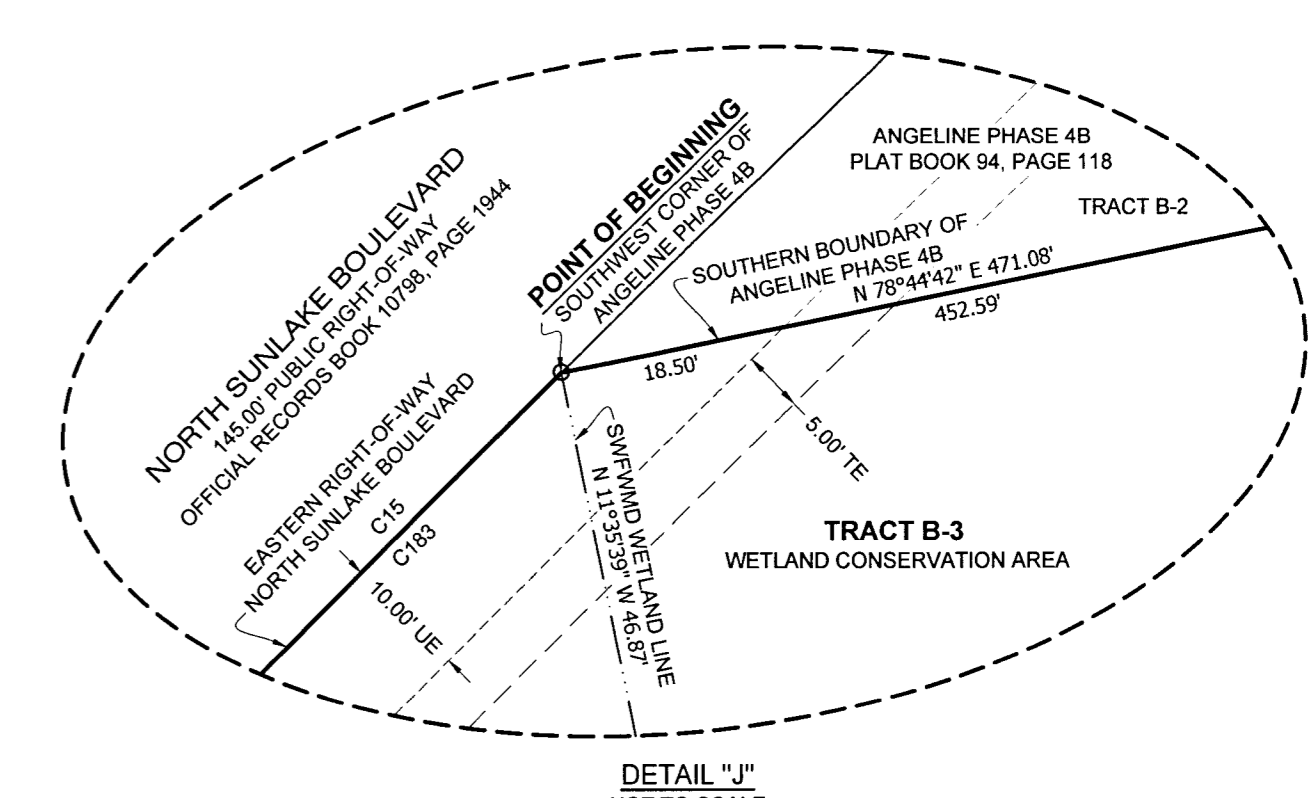 NORTH SUNLAKE BOULEVARD
145.00' PUBLIC RIGHT-OF-WAY
OFFICIAL RECORDS BOOK 10798, PAGE 1944
POINT OF BEGINNING
SOUTHWEST CORNER OF
ANGELINE PHASE 4B
ANGELINE PHASE 4B
PLAT BOOK 94, PAGE 118
TRACT B-2
SOUTHERN BOUNDARY OF
ANGELINE PHASE 4B
N 78°44'42" E 471.08'
452.59'
18.50'
5.00' TE
EASTERN RIGHT-OF-WAY
NORTH SUNLAKE BOULEVARD
C15
C183
10.00' UE
SWFWMD WETLAND LINE
N 11°35'39" W 46.87'
TRACT B-3
WETLAND CONSERVATION AREA
DETAIL "J"